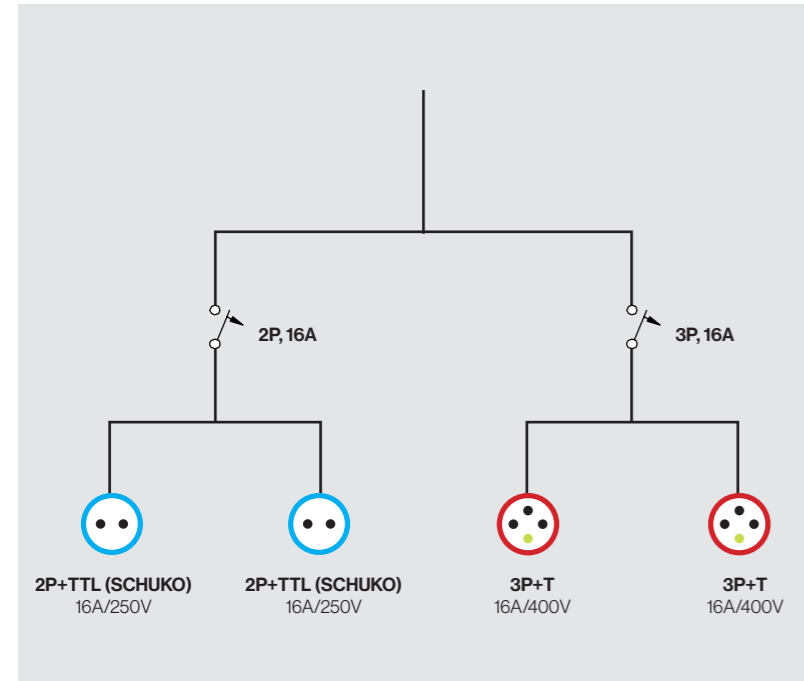 2P, 16A
3P, 16A
2P+TTL (SCHUKO)
16A/250V
2P+TTL (SCHUKO)
16A/250V
3P+T
16A/400V
3P+T
16A/400V